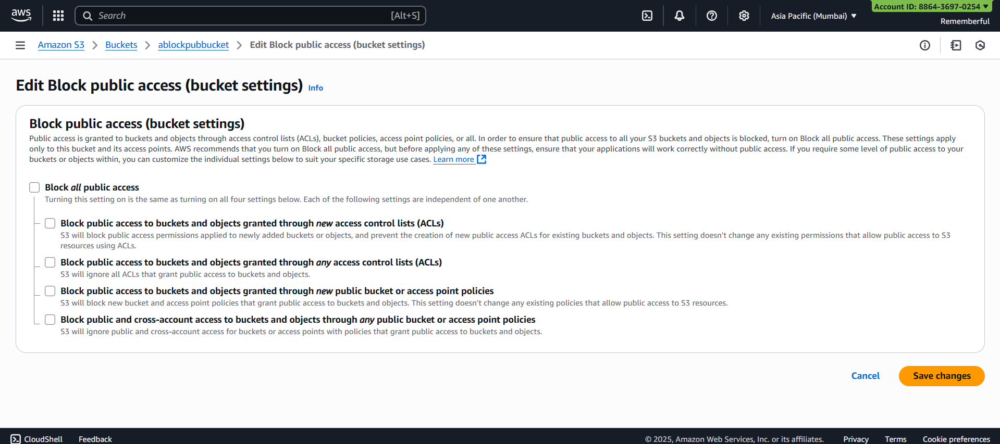 aws
Search
[Alt+S]
Asia Pacific (Mumbai)
Account ID: 8864-3697-0254
Rememberful
Amazon S3
Buckets
ablockpubbucket
Edit Block public access (bucket settings)
Edit Block public access (bucket settings) Info
Block public access (bucket settings)
Public access is granted to buckets and objects through access control lists (ACLs), bucket policies, access point policies, or all. In order to ensure that public access to all your S3 buckets and objects is blocked, turn on Block all public access. These settings apply
only to this bucket and its access points. AWS recommends that you turn on Block all public access, but before applying any of these settings, ensure that your applications will work correctly without public access. If you require some level of public access to your
buckets or objects within, you can customize the individual settings below to suit your specific storage use cases. Learn more
Block all public access
Turning this setting on is the same as turning on all four settings below. Each of the following settings are independent of one another.
Block public access to buckets and objects granted through new access control lists (ACLs)
S3 will block public access permissions applied to newly added buckets or objects, and prevent the creation of new public access ACLs for existing buckets and objects. This setting doesn't change any existing permissions that allow public access to S3
resources using ACLs.
Block public access to buckets and objects granted through any access control lists (ACLs)
S3 will ignore all ACLs that grant public access to buckets and objects.
Block public access to buckets and objects granted through new public bucket or access point policies
S3 will block new bucket and access point policies that grant public access to buckets and objects. This setting doesn't change any existing policies that allow public access to S3 resources.
Block public and cross-account access to buckets and objects through any public bucket or access point policies
S3 will ignore public and cross-account access for buckets or access points with policies that grant public access to buckets and objects.
Cancel
Save changes
CloudShell
Feedback
© 2025, Amazon Web Services, Inc. or its affiliates.
Privacy
Terms
Cookie preferences